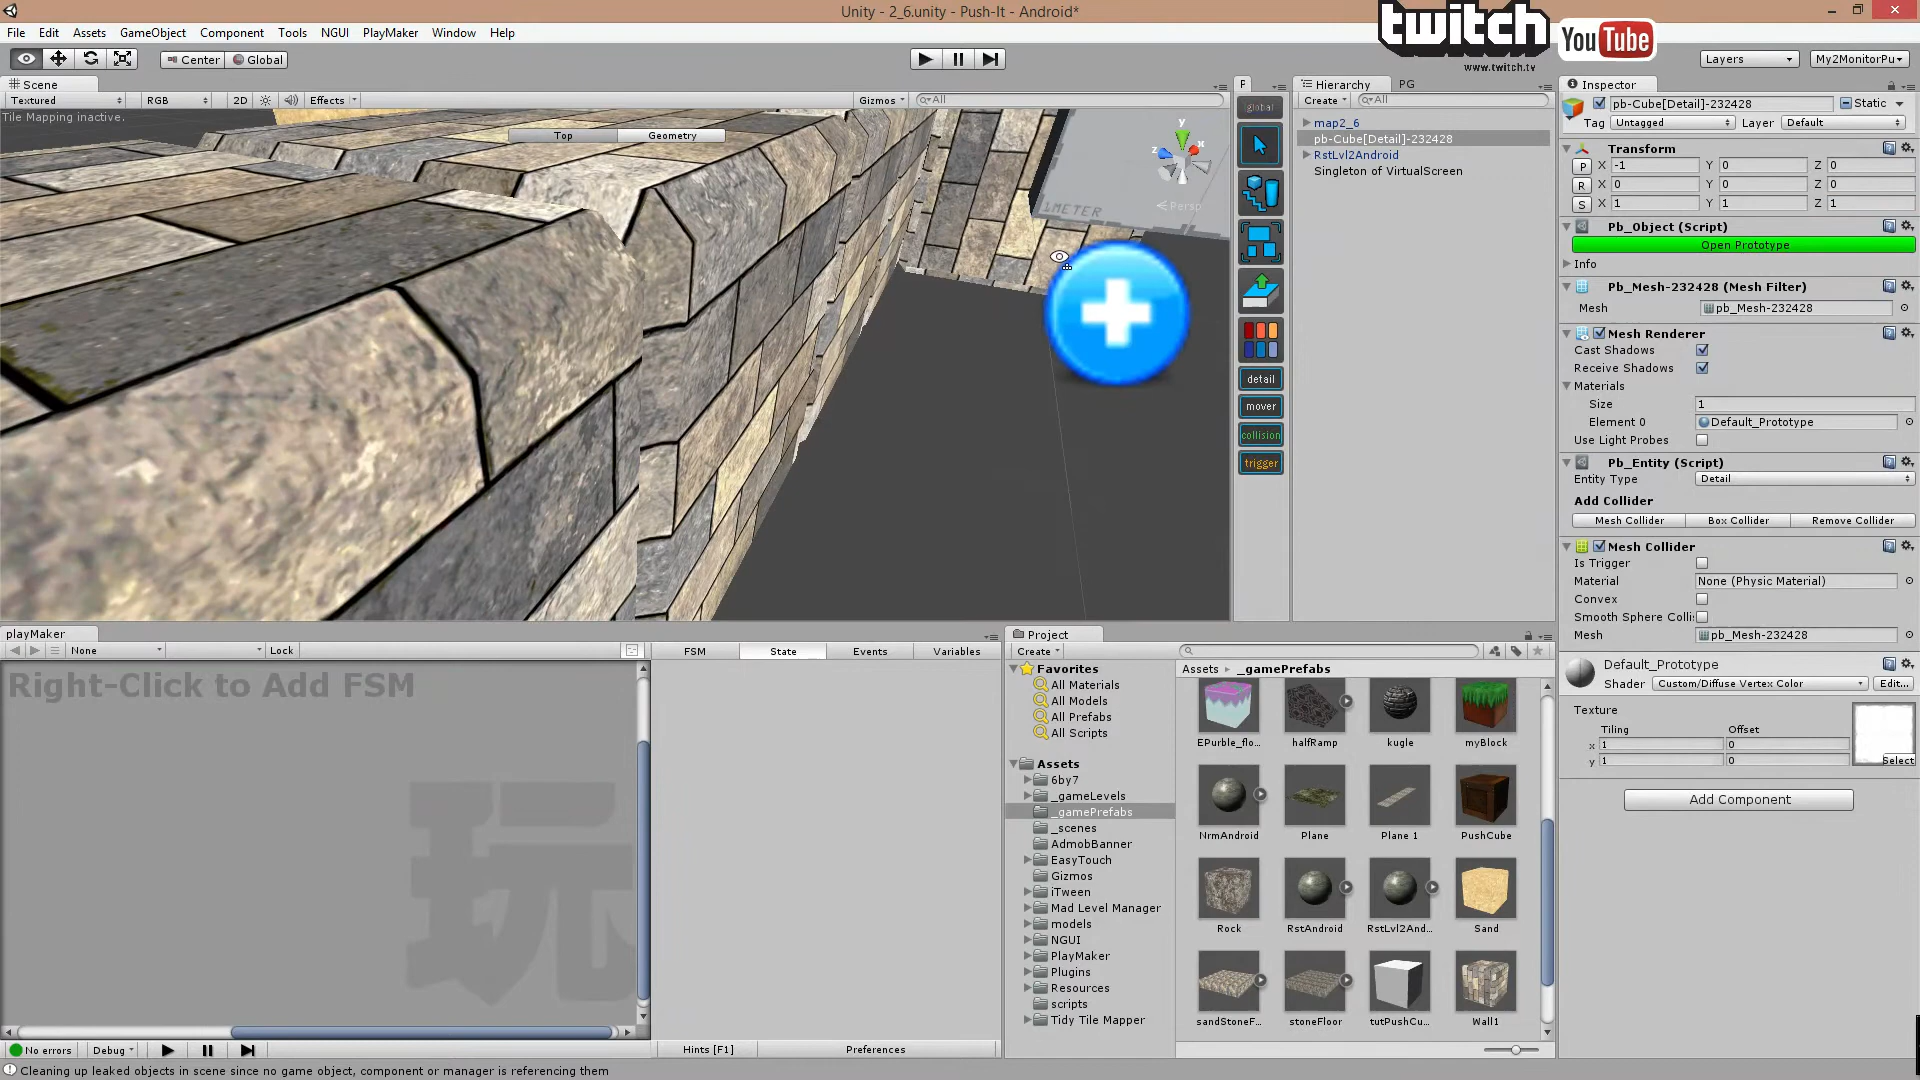 Unity - 2_6.unity - Push-It - Android*
twitch
www.twitch.tv
You Tube
File Edit Assets GameObject Component Tools NGUI PlayMaker Window Help
Center Global
Layers
My2MonitorPu
Scene
Textured RGB 2D Effects Gizmos All
Tile Mapping inactive.
Top Geometry
y
x
z
Persp
1METER
F
global
detail
mover
collision
trigger
Hierarchy PG
Create All
map2_6
pb-Cube[Detail]-232428
RstLvl2Android
Singleton of VirtualScreen
Inspector
pb-Cube[Detail]-232428 Static
Tag Untagged Layer Default
Transform
P X -1 Y 0 Z 0
R X 0 Y 0 Z 0
S X 1 Y 1 Z 1
Pb_Object (Script)
Open Prototype
Info
Pb_Mesh-232428 (Mesh Filter)
Mesh pb_Mesh-232428
Mesh Renderer
Cast Shadows
Receive Shadows
Materials
Size 1
Element 0 Default_Prototype
Use Light Probes
Pb_Entity (Script)
Entity Type Detail
Add Collider
Mesh Collider Box Collider Remove Collider
Mesh Collider
Is Trigger
Material None (Physic Material)
Convex
Smooth Sphere Colli
Mesh pb_Mesh-232428
Default_Prototype
Shader Custom/Diffuse Vertex Color Edit...
Texture
Tiling Offset
x 1 0
y 1 0
Select
Add Component
playMaker
None Lock
Right-Click to Add FSM
玩
FSM State Events Variables
No errors Debug
Hints [F1] Preferences
Project
Create
Favorites
All Materials
All Models
All Prefabs
All Scripts
Assets
6by7
_gameLevels
_gamePrefabs
_scenes
AdmobBanner
EasyTouch
Gizmos
iTween
Mad Level Manager
models
NGUI
PlayMaker
Plugins
Resources
scripts
Tidy Tile Mapper
Assets _gamePrefabs
EPurble_flo... halfRamp kugle myBlock
NrmAndroid Plane Plane 1 PushCube
Rock RstAndroid RstLvl2And... Sand
sandStoneF... stoneFloor tutPushCu... Wall1
Cleaning up leaked objects in scene since no game object, component or manager is referencing them